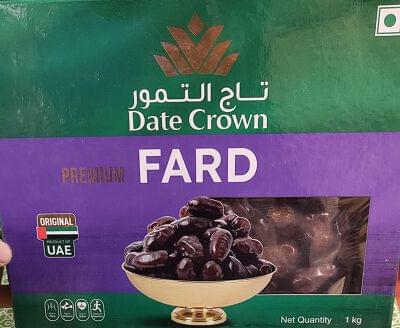 تاج التمور
Date Crown
PREMIUM FARD
ORIGINAL
PRODUCT OF
UAE
Net Quantity 1 kg